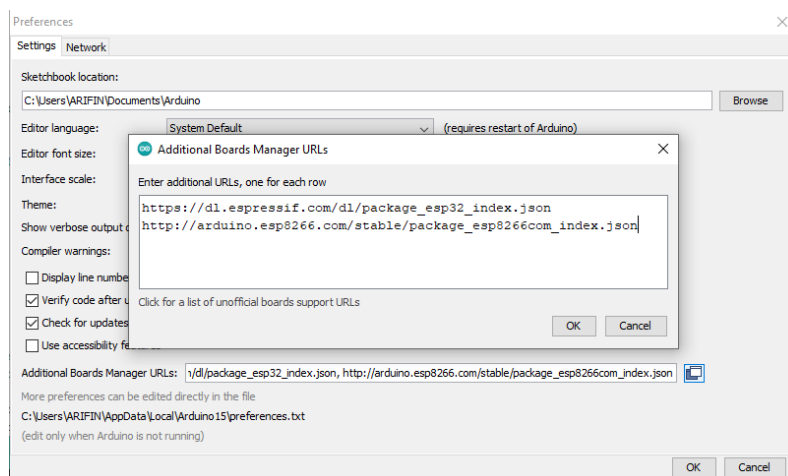 Preferences
Settings Network
Sketchbook location:
C:\Users\ARIFIN\Documents\Arduino
Browse
Editor language: System Default (requires restart of Arduino)
Editor font size:
Interface scale:
Theme:
Show verbose output
Compiler warnings:
Display line numbe
Verify code after u
Check for updates
Use accessibility fe
Additional Boards Manager URLs
Enter additional URLs, one for each row
https://dl.espressif.com/dl/package_esp32_index.json
http://arduino.esp8266.com/stable/package_esp8266com_index.json
Click for a list of unofficial boards support URLs
OK Cancel
Additional Boards Manager URLs: /dl/package_esp32_index.json, http://arduino.esp8266.com/stable/package_esp8266com_index.json
More preferences can be edited directly in the file
C:\Users\ARIFIN\AppData\Local\Arduino15\preferences.txt
(edit only when Arduino is not running)
OK Cancel